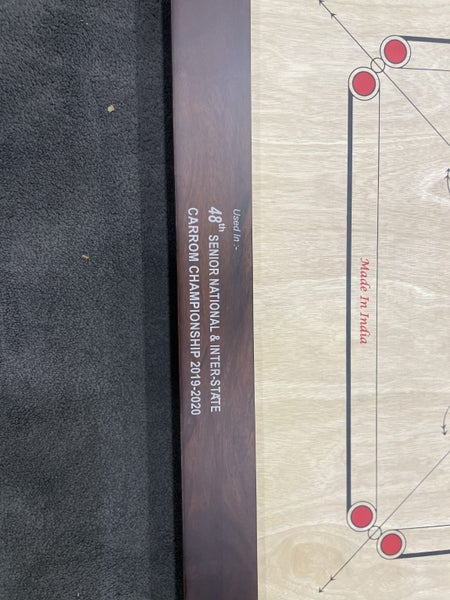 Used in :-
48th SENIOR NATIONAL & INTER-STATE
CARROM CHAMPIONSHIP 2019-2020
Made In India